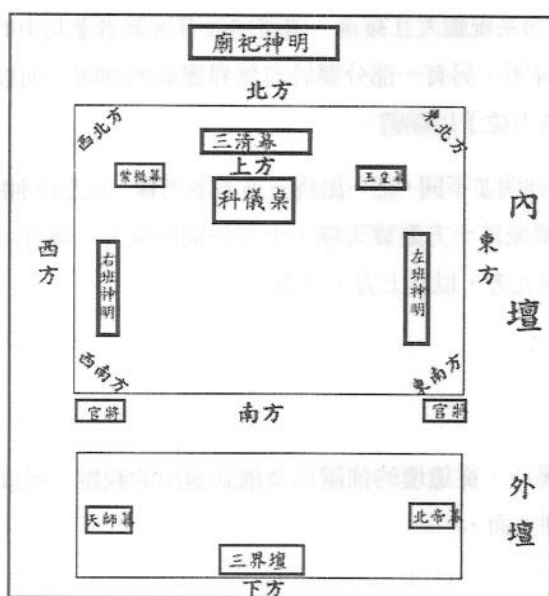 廟祀神明
北方
西北方
東北方
三清幕
上方
紫微幕
玉皇幕
科儀桌
內壇
西方
東方
右班神明
左班神明
西南方
東南方
官將
南方
官將
外壇
天師幕
北帝幕
三界壇
下方